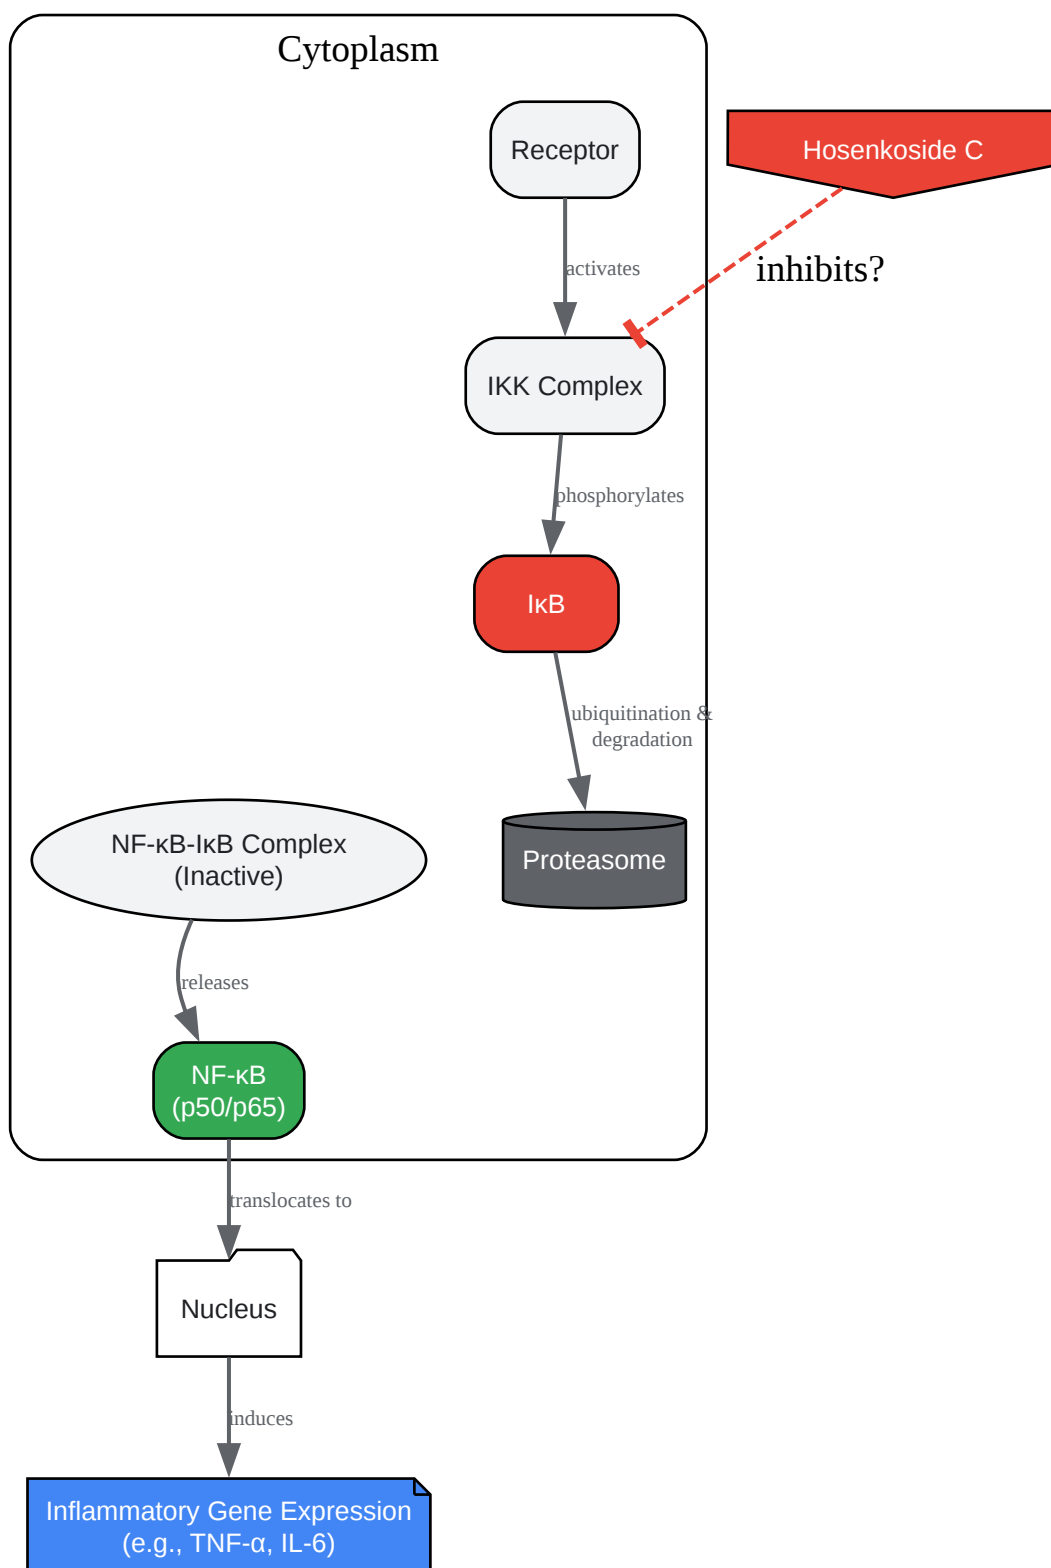 Cytoplasm
Receptor
Hosenkoside C
activates
inhibits?
IKK Complex
phosphorylates
IκB
ubiquitination &
degradation
NF-κB-IκB Complex
(Inactive)
Proteasome
releases
NF-κB
(p50/p65)
translocates to
Nucleus
induces
Inflammatory Gene Expression
(e.g., TNF-α, IL-6)